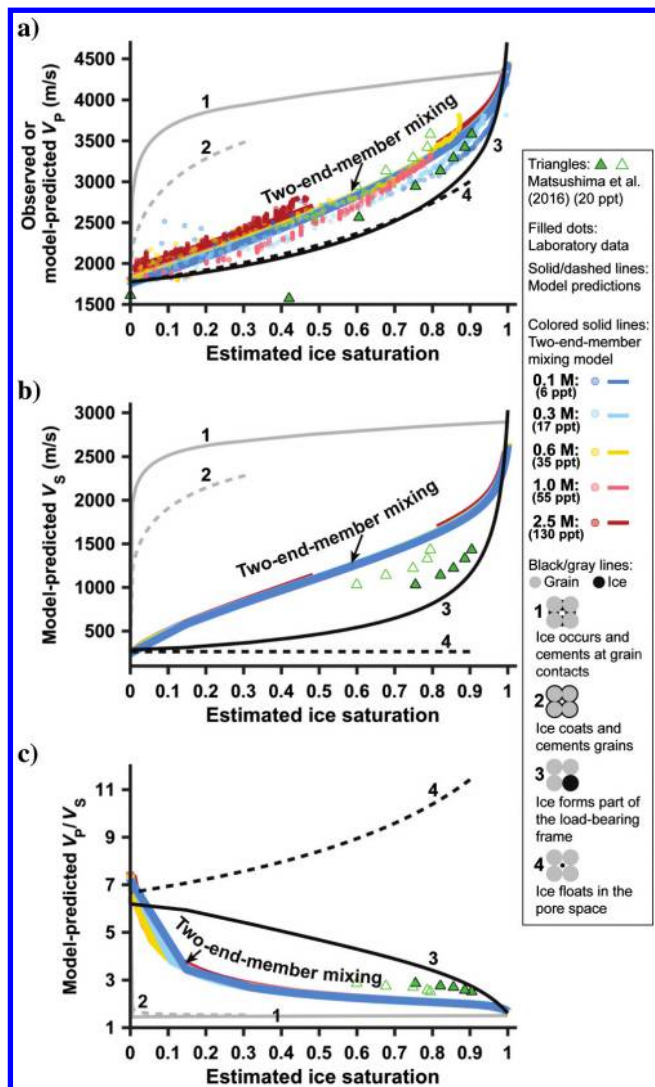 a)
4500
4000
3500
3000
2500
2000
1500
Observed or
model-predicted VP (m/s)
1
2
Two-end-member mixing
3
4
0 0.1 0.2 0.3 0.4 0.5 0.6 0.7 0.8 0.9 1
Estimated ice saturation
b)
3000
2500
2000
1500
1000
500
Model-predicted VS (m/s)
1
2
Two-end-member mixing
3
4
0 0.1 0.2 0.3 0.4 0.5 0.6 0.7 0.8 0.9 1
Estimated ice saturation
c)
11
9
7
5
3
1
Model-predicted VP/VS
4
3
Two-end-member mixing
2
1
0 0.1 0.2 0.3 0.4 0.5 0.6 0.7 0.8 0.9 1
Estimated ice saturation
Triangles:
Matsushima et al.
(2016) (20 ppt)
Filled dots:
Laboratory data
Solid/dashed lines:
Model predictions
Colored solid lines:
Two-end-member
mixing model
0.1 M:
(6 ppt)
0.3 M:
(17 ppt)
0.6 M:
(35 ppt)
1.0 M:
(55 ppt)
2.5 M:
(130 ppt)
Black/gray lines:
Grain Ice
1
Ice occurs and
cements at grain
contacts
2
Ice coats and
cements grains
3
Ice forms part of
the load-bearing
frame
4
Ice floats in the
pore space